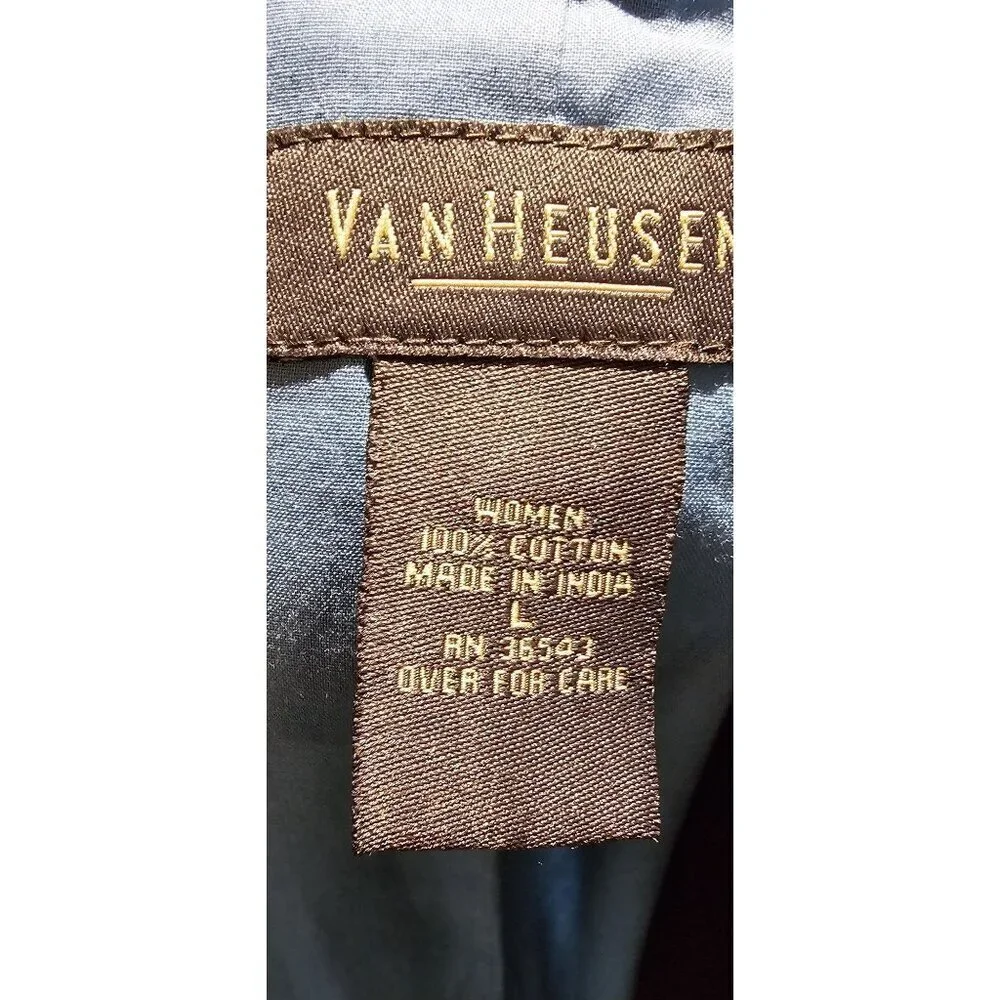 VAN HEUSEN
WOMEN
100% COTTON
MADE IN INDIA
L
RN 36543
OVER FOR CARE